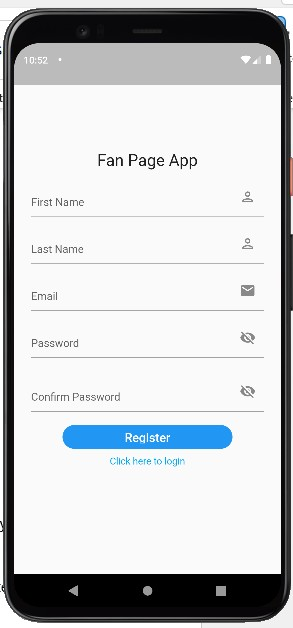 10:52
Fan Page App
First Name
Last Name
Email
Password
Confirm Password
Register
Click here to login